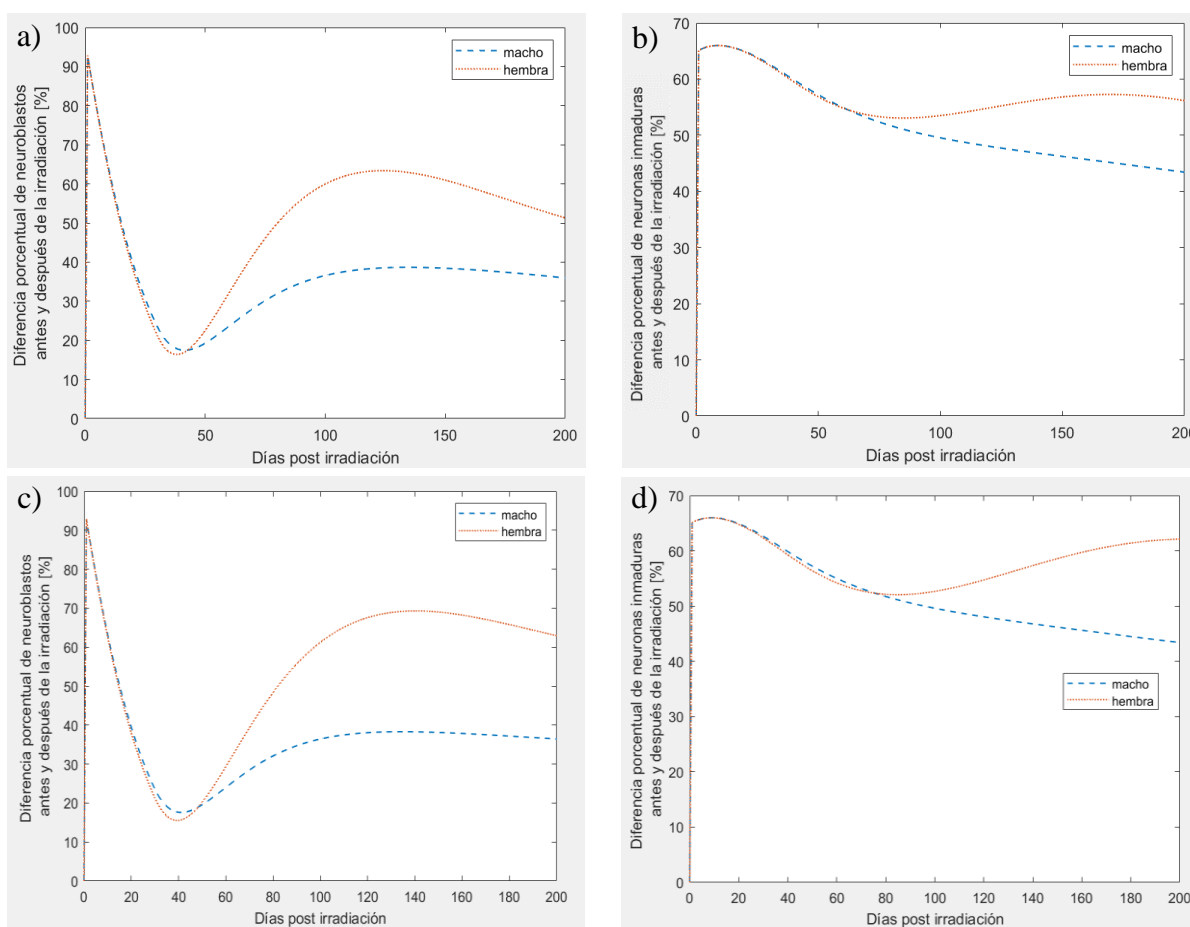 a)
100
90
80
70
60
50
40
30
20
10
0
0 50 100 150 200
Diferencia porcentual de neuroblastos
antes y después de la irradiación [%]
Días post irradiación
macho
hembra
b)
70
60
50
40
30
20
10
0
0 50 100 150 200
Diferencia porcentual de neuronas inmaduras
antes y después de la irradiación [%]
Días post irradiación
macho
hembra
c)
100
90
80
70
60
50
40
30
20
10
0
0 20 40 60 80 100 120 140 160 180 200
Diferencia porcentual de neuroblastos
antes y después de la irradiación [%]
Días post irradiación
macho
hembra
d)
70
60
50
40
30
20
10
0
0 20 40 60 80 100 120 140 160 180 200
Diferencia porcentual de neuronas inmaduras
antes y después de la irradiación [%]
Días post irradiación
macho
hembra